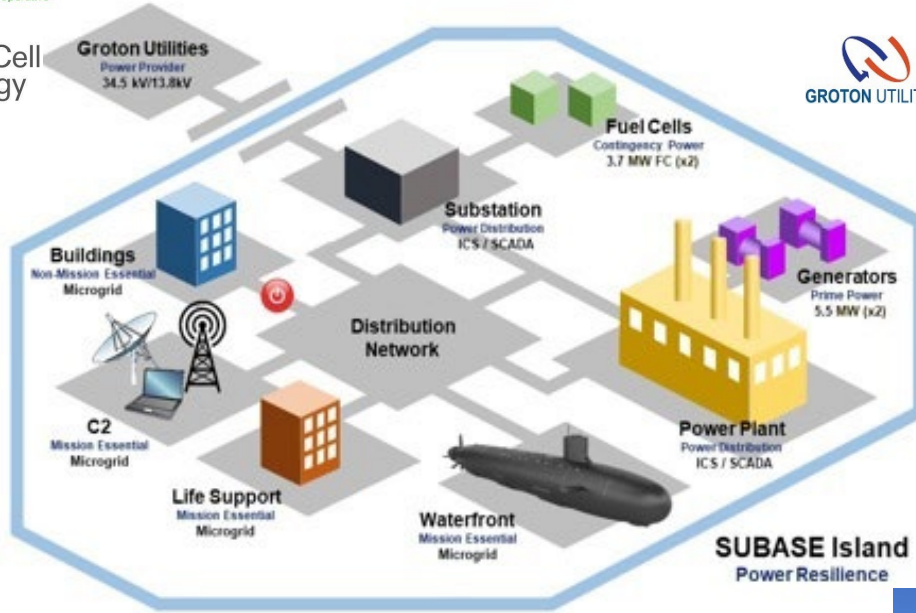 Cell
gy
Groton Utilities
Power Provider
34.5 kV/13.8kV
GROTON UTILI
Fuel Cells
Contingency Power
3.7 MW FC (x2)
Substation
Power Distribution
ICS / SCADA
Buildings
Non-Mission Essential
Microgrid
Generators
Prime Power
5.5 MW (x2)
Distribution
Network
C2
Mission Essential
Microgrid
Power Plant
Power Distribution
ICS / SCADA
Life Support
Mission Essential
Microgrid
Waterfront
Mission Essential
Microgrid
SUBASE Island
Power Resilience